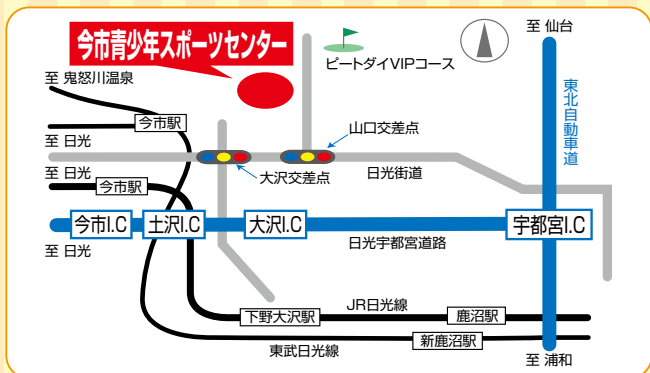 今市青少年スポーツセンター
至 仙台
ピートダイVIPコース
至 鬼怒川温泉
東北自動車道
今市駅
山口交差点
至 日光
至 日光
大沢交差点
日光街道
今市駅
今市I.C
土沢I.C
大沢I.C
宇都宮I.C
至 日光
日光宇都宮道路
JR日光線
下野大沢駅
鹿沼駅
東武日光線
新鹿沼駅
至 浦和